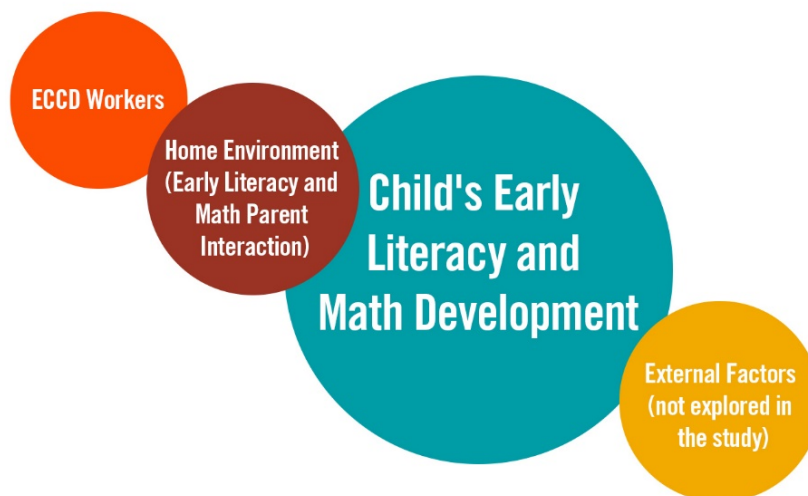 ECCD Workers
Home Environment
(Early Literacy and
Math Parent
Interaction)
Child's Early
Literacy and
Math Development
External Factors
(not explored in
the study)